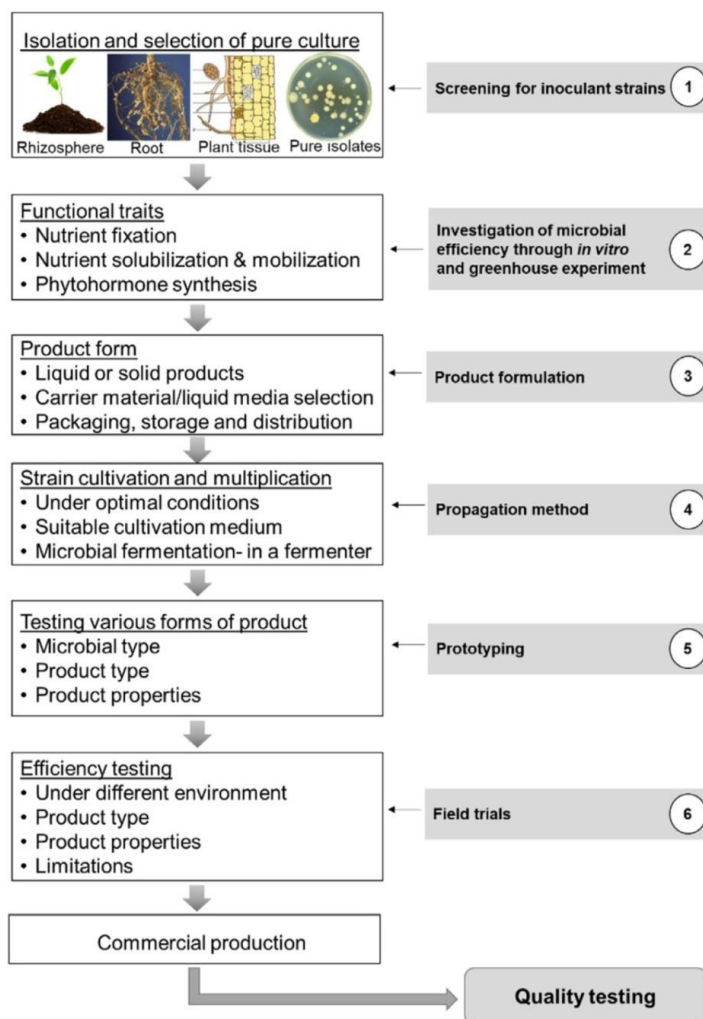 Isolation and selection of pure culture
Rhizosphere
Root
Plant tissue
Pure isolates
Screening for inoculant strains
1
Functional traits
• Nutrient fixation
• Nutrient solubilization & mobilization
• Phytohormone synthesis
Investigation of microbial
efficiency through in vitro
and greenhouse experiment
2
Product form
• Liquid or solid products
• Carrier material/liquid media selection
• Packaging, storage and distribution
Product formulation
3
Strain cultivation and multiplication
• Under optimal conditions
• Suitable cultivation medium
• Microbial fermentation- in a fermenter
Propagation method
4
Testing various forms of product
• Microbial type
• Product type
• Product properties
Prototyping
5
Efficiency testing
• Under different environment
• Product type
• Product properties
• Limitations
Field trials
6
Commercial production
Quality testing